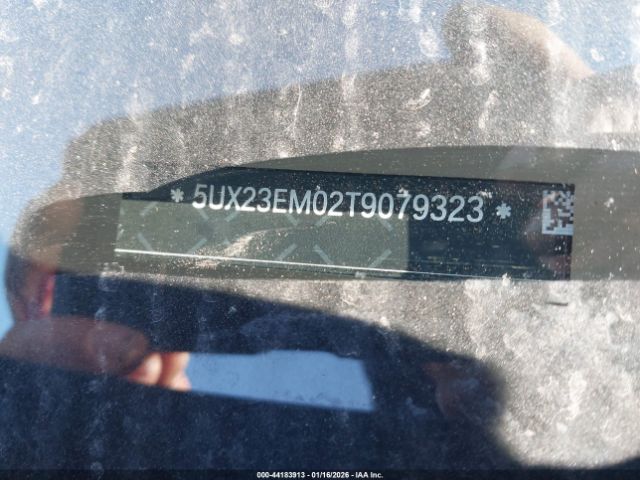 * 5UX23EM02T9079323 *
000-44183913 - 01/16/2026 - IAA Inc.